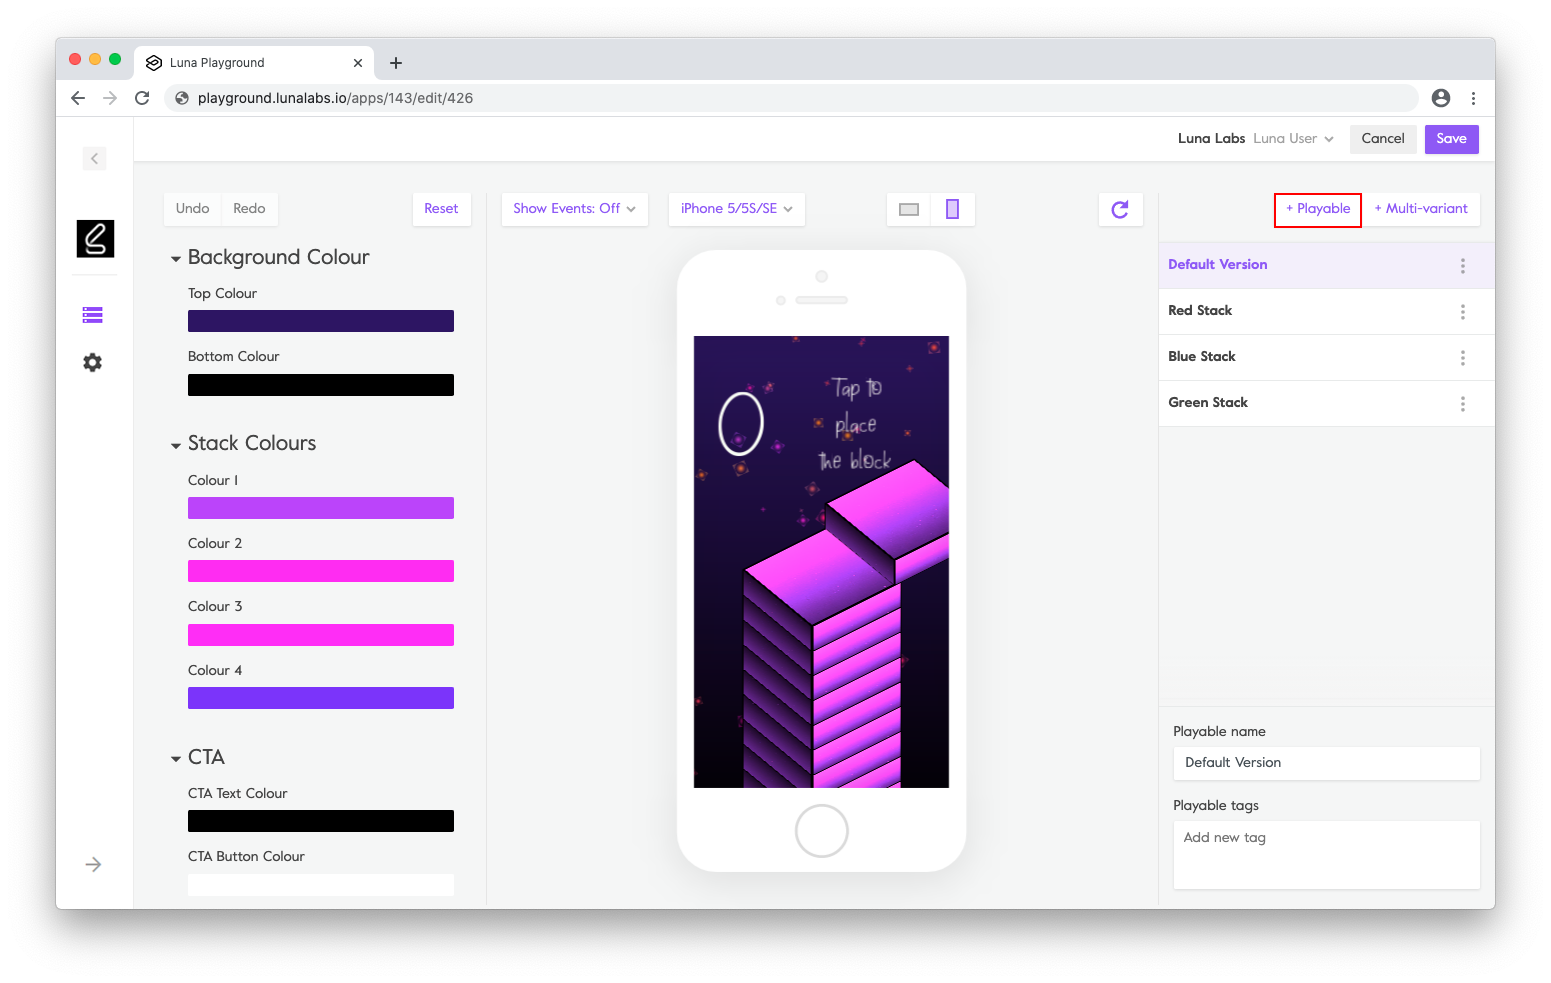 Luna Playground
playground.lunalabs.io/apps/143/edit/426
Luna Labs Luna User Cancel Save
Undo Redo Reset Show Events: Off iPhone 5/5S/SE + Playable + Multi-variant
Background Colour
Top Colour
Bottom Colour
Stack Colours
Colour 1
Colour 2
Colour 3
Colour 4
CTA
CTA Text Colour
CTA Button Colour
0
Tap to
place
the block
Default Version
Red Stack
Blue Stack
Green Stack
Playable name
Default Version
Playable tags
Add new tag